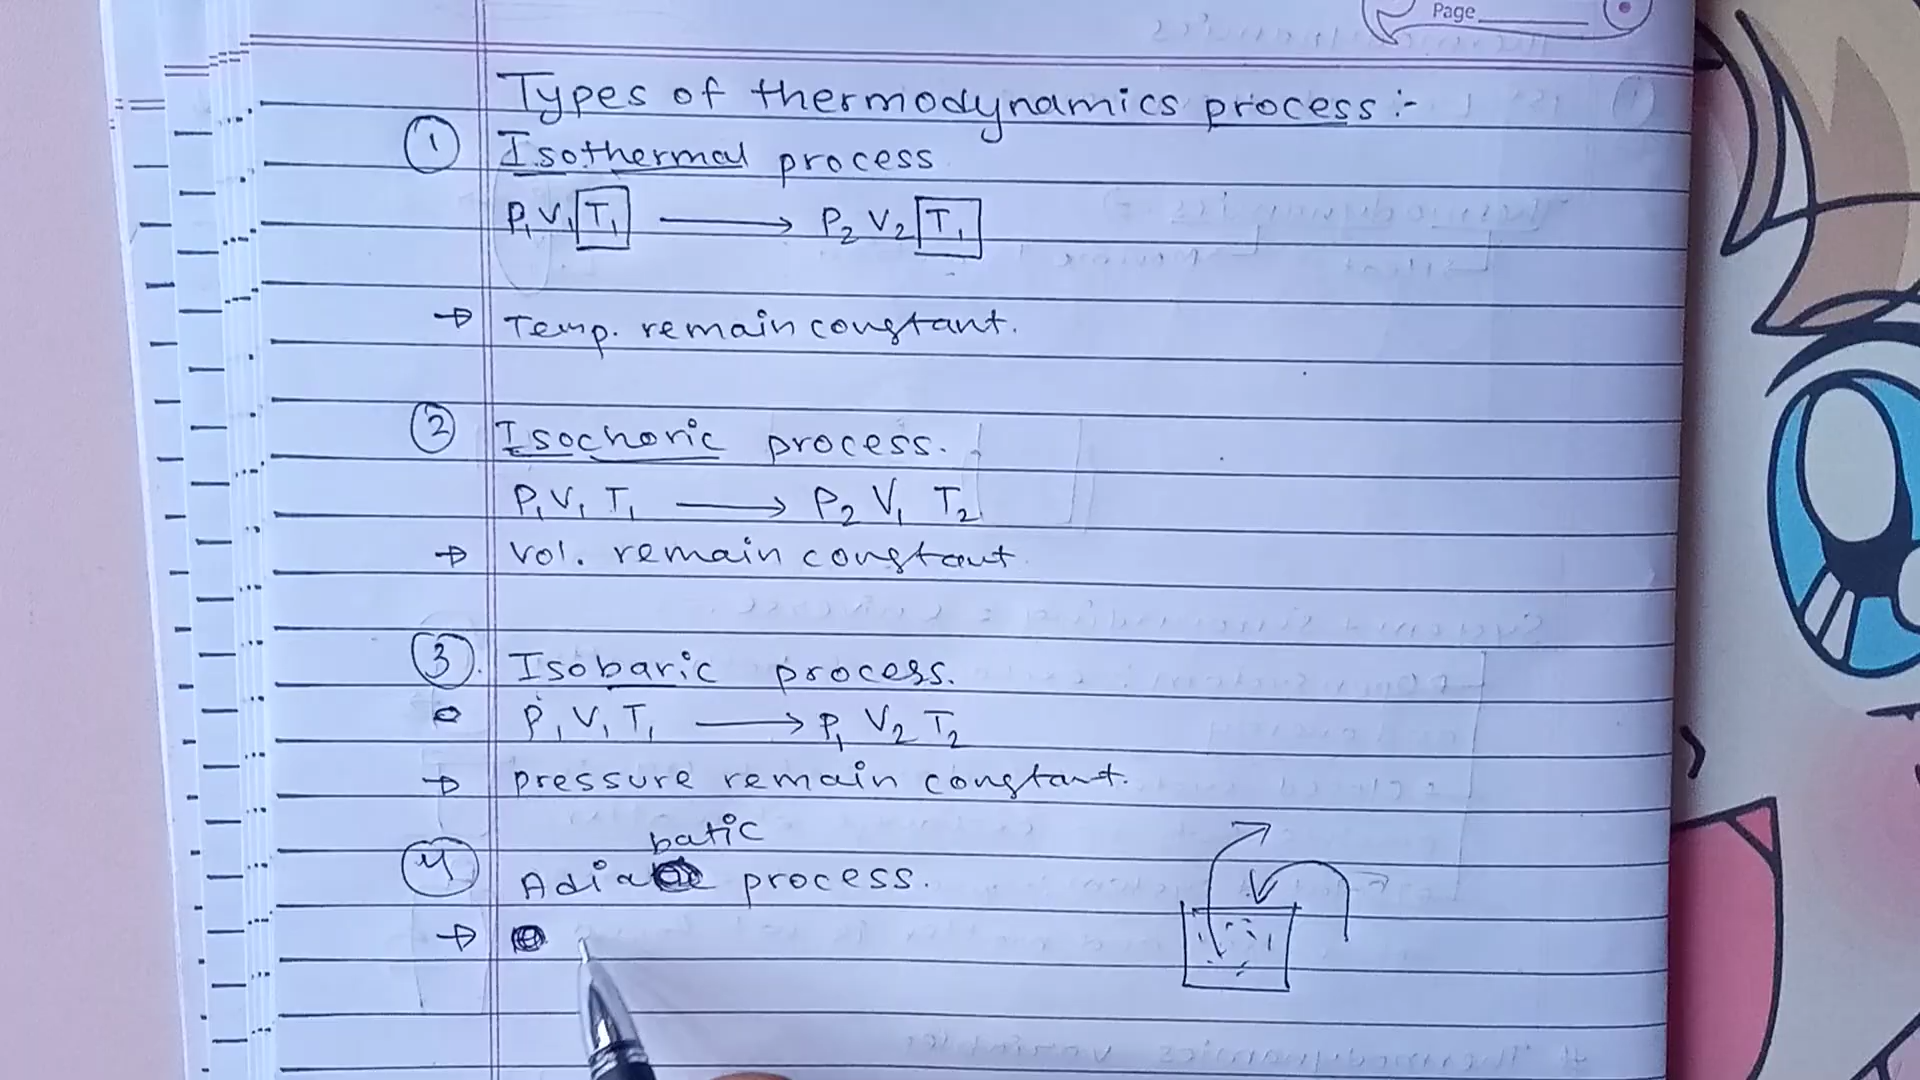 Page
Types of thermodynamics process :-
① Isothermal process
P₁ V₁ T₁ ⟶ P₂ V₂ T₁
→ Temp. remain constant.
② Isochoric process.
P₁ V₁ T₁ ⟶ P₂ V₁ T₂
→ Vol. remain constant
③ Isobaric process.
P₁ V₁ T₁ ⟶ P₁ V₂ T₂
→ pressure remain constant.
④ Adiabatic process.
→